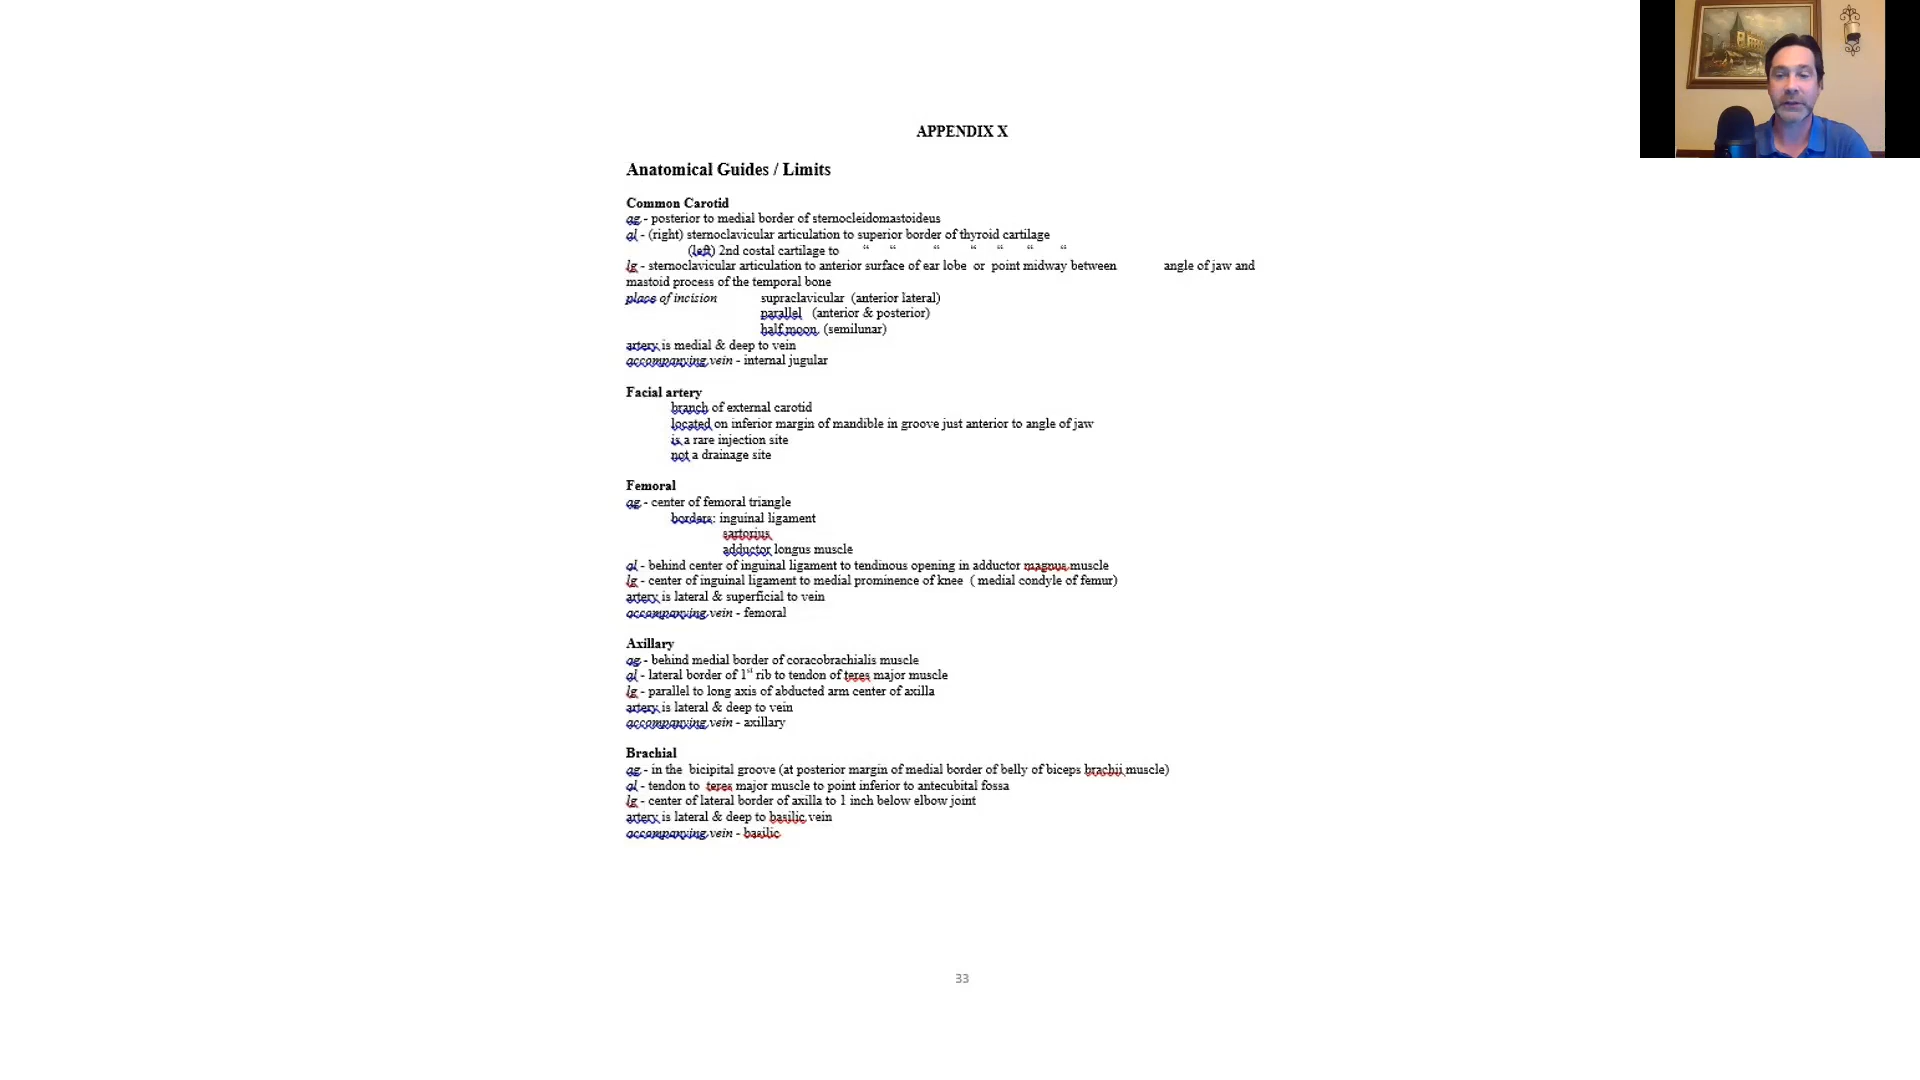 APPENDIX X
Anatomical Guides / Limits
Common Carotid
ag - posterior to medial border of sternocleidomastoideus
al - (right) sternoclavicular articulation to superior border of thyroid cartilage
(left) 2nd costal cartilage to " " " " " " "
lg - sternoclavicular articulation to anterior surface of ear lobe or point midway between angle of jaw and
mastoid process of the temporal bone
place of incision supraclavicular (anterior lateral)
parallel (anterior & posterior)
half moon (semilunar)
artery is medial & deep to vein
accompanying vein - internal jugular
Facial artery
branch of external carotid
located on inferior margin of mandible in groove just anterior to angle of jaw
is a rare injection site
not a drainage site
Femoral
ag - center of femoral triangle
borders: inguinal ligament
sartorius
adductor longus muscle
al - behind center of inguinal ligament to tendinous opening in adductor magnus muscle
lg - center of inguinal ligament to medial prominence of knee ( medial condyle of femur)
artery is lateral & superficial to vein
accompanying vein - femoral
Axillary
ag - behind medial border of coracobrachialis muscle
al - lateral border of 1st rib to tendon of teres major muscle
lg - parallel to long axis of abducted arm center of axilla
artery is lateral & deep to vein
accompanying vein - axillary
Brachial
ag - in the bicipital groove (at posterior margin of medial border of belly of biceps brachii muscle)
al - tendon to teres major muscle to point inferior to antecubital fossa
lg - center of lateral border of axilla to 1 inch below elbow joint
artery is lateral & deep to basilic vein
accompanying vein - basilic
33